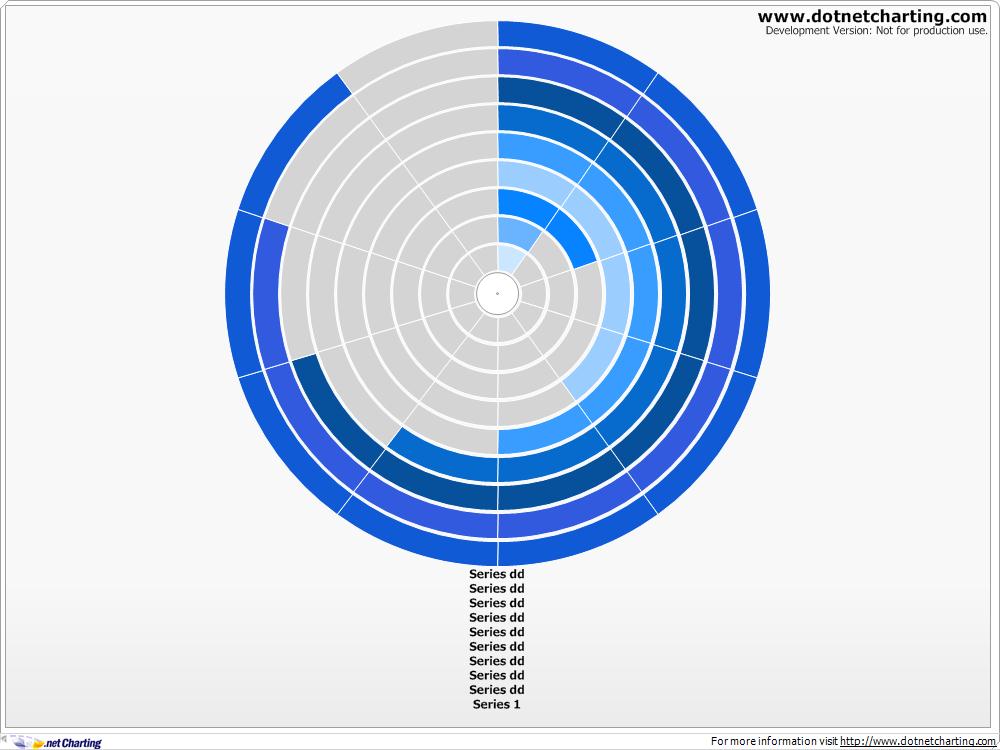 www.dotnetcharting.com
Development Version: Not for production use.
Series dd
Series dd
Series dd
Series dd
Series dd
Series dd
Series dd
Series dd
Series dd
Series 1
.net Charting
For more information visit http://www.dotnetcharting.com